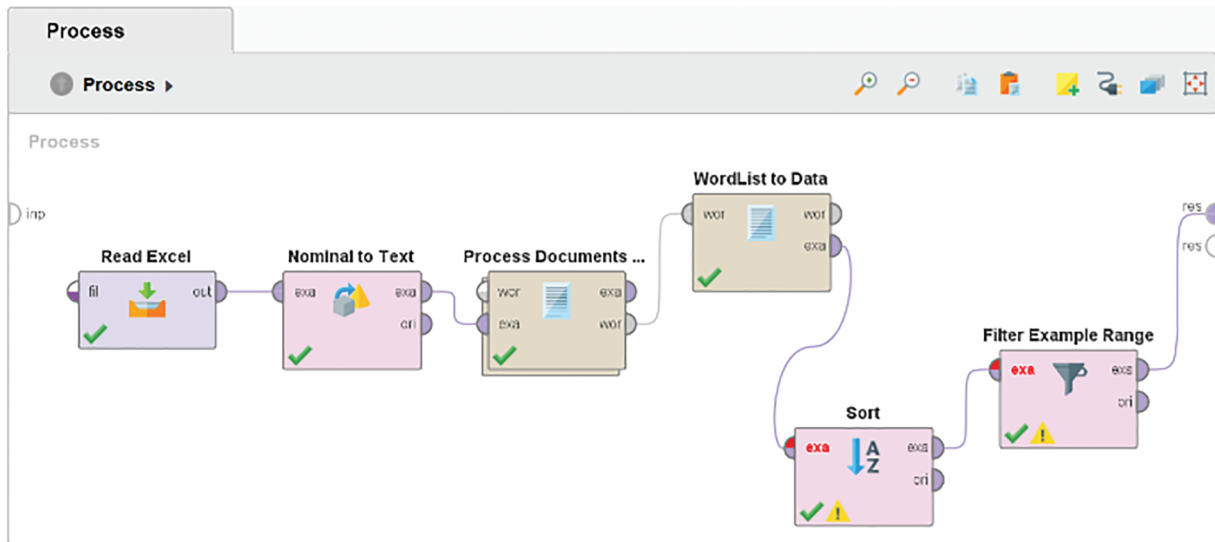 Process
Process
Process
inp
Read Excel
fil
out
Nominal to Text
exa
exa
ori
Process Documents ...
wor
exa
exa
wor
WordList to Data
wor
wor
exa
Sort
exa
exa
ori
Filter Example Range
exa
exa
ori
res
res
A
Z